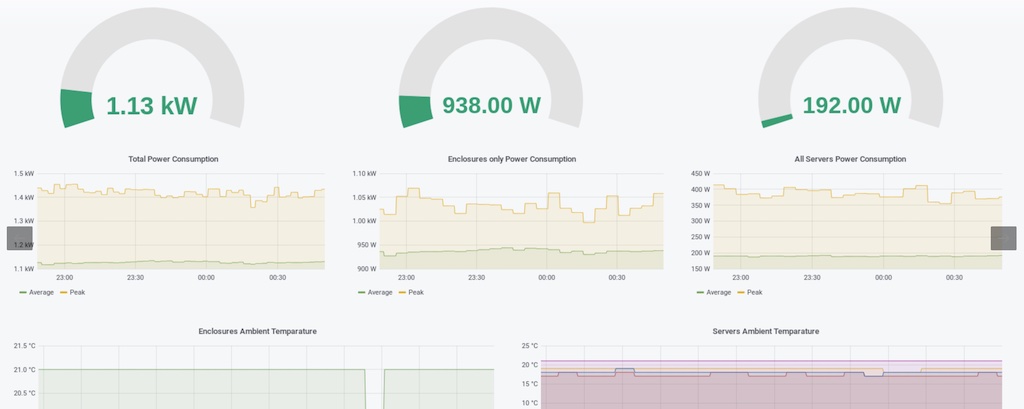 1.13 kW 938.00 W 192.00 W
Total Power Consumption Enclosures only Power Consumption All Servers Power Consumption
1.5 kW 1.10 kW 450 W
400 W
1.4 kW 1.05 kW 350 W
1.3 kW 1.00 kW 300 W
250 W
1.2 kW 950 W 200 W
1.1 kW 900 W 150 W
23:00 23:30 00:00 00:30 23:00 23:30 00:00 00:30 23:00 23:30 00:00 00:30
Average Peak Average Peak Average Peak
Enclosures Ambient Temparature Servers Ambient Temparature
21.5 °C 25 °C
21.0 °C 20 °C
15 °C
20.5 °C 10 °C